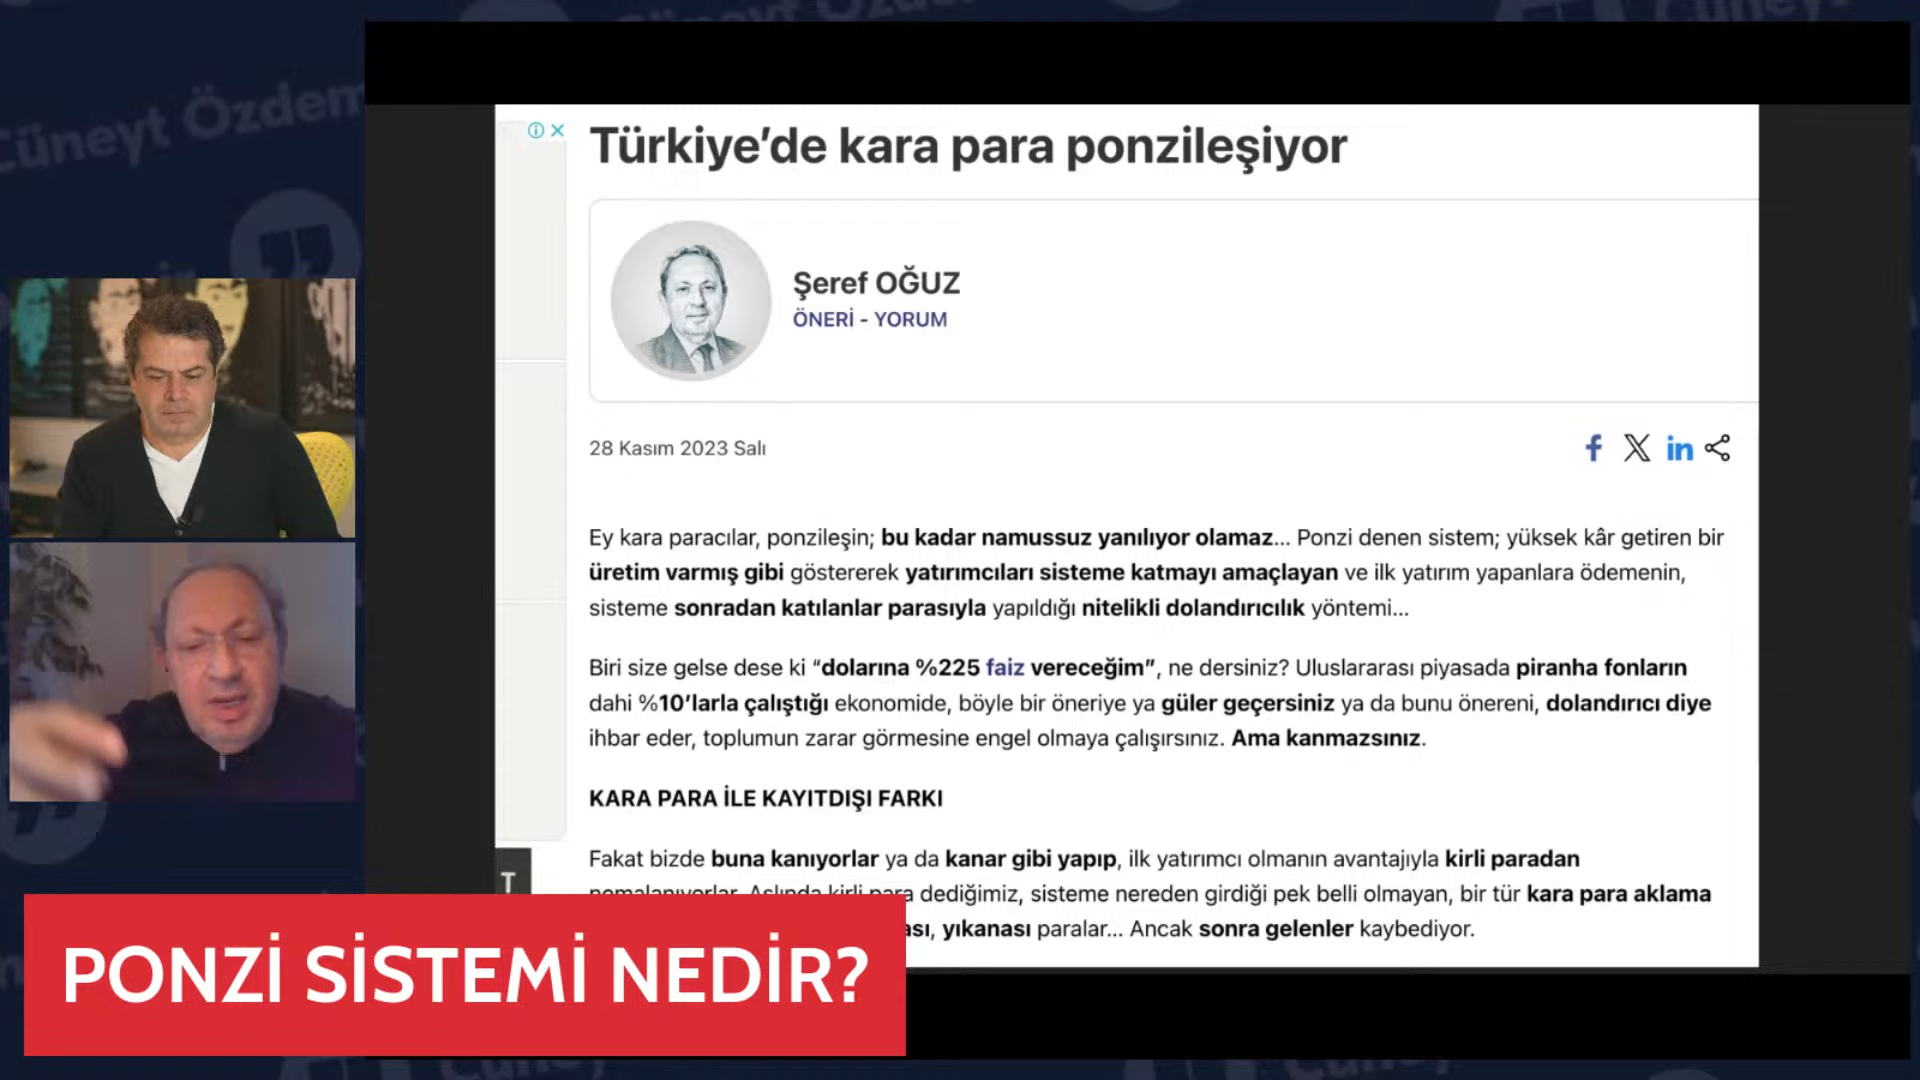 Cüneyt Özdem
Türkiye’de kara para ponzileşiyor
Şeref OĞUZ
ÖNERİ - YORUM
28 Kasım 2023 Salı
Ey kara paracılar, ponzileşin; bu kadar namussuz yanılıyor olamaz... Ponzi denen sistem; yüksek kâr getiren bir
üretim varmış gibi göstererek yatırımcıları sisteme katmayı amaçlayan ve ilk yatırım yapanlara ödemenin,
sisteme sonradan katılanlar parasıyla yapıldığı nitelikli dolandırıcılık yöntemi...
Biri size gelse dese ki “dolarına %225 faiz vereceğim”, ne dersiniz? Uluslararası piyasada piranha fonların
dahi %10’larla çalıştığı ekonomide, böyle bir öneriye ya güler geçersiniz ya da bunu önereni, dolandırıcı diye
ihbar eder, toplumun zarar görmesine engel olmaya çalışırsınız. Ama kanmazsınız.
KARA PARA İLE KAYITDIŞI FARKI
Fakat bizde buna kanıyorlar ya da kanar gibi yapıp, ilk yatırımcı olmanın avantajıyla kirli paradan
nemalanıyorlar. Aslında kirli para dediğimiz, sisteme nereden girdiği pek belli olmayan, bir tür kara para aklama
ası, yıkanası paralar... Ancak sonra gelenler kaybediyor.
T
PONZİ SİSTEMİ NEDİR?